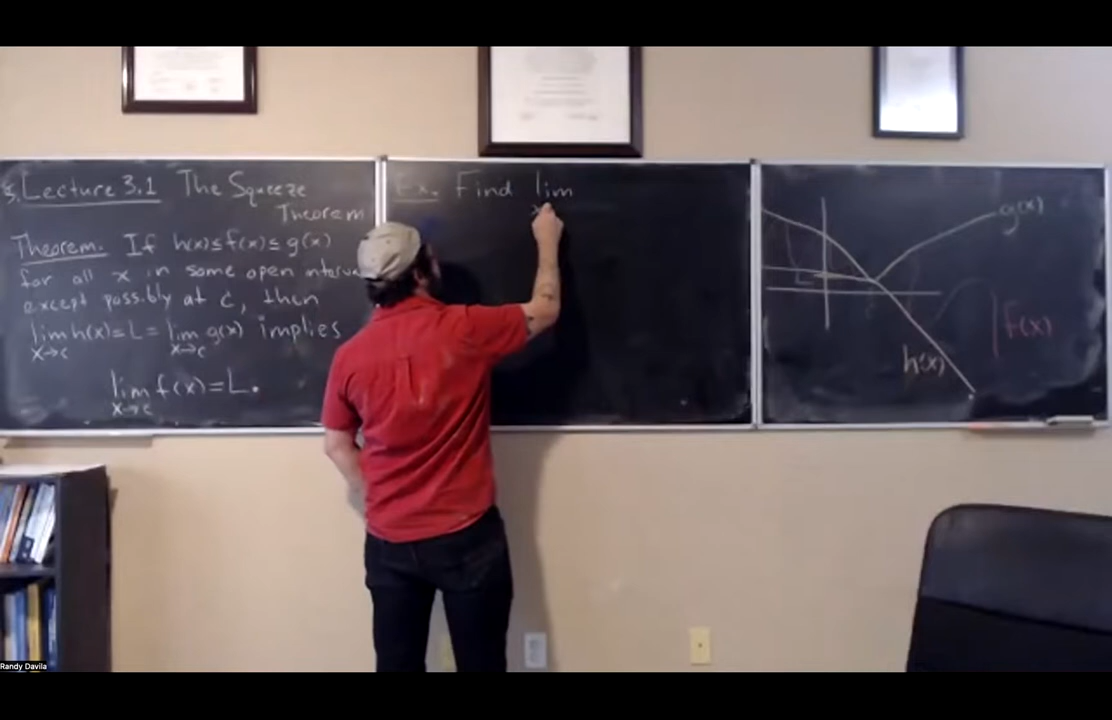 Lecture 3.1 The Squeeze
Theorem
Theorem. If h(x)≤f(x)≤g(x)
for all x in some open interva
except possibly at c, then
lim h(x)=L=lim g(x) implies
x→c x→c
lim f(x)=L.
x→c
Ex. Find lim
x
g(x)
L
f(x)
h(x)
Randy Davila